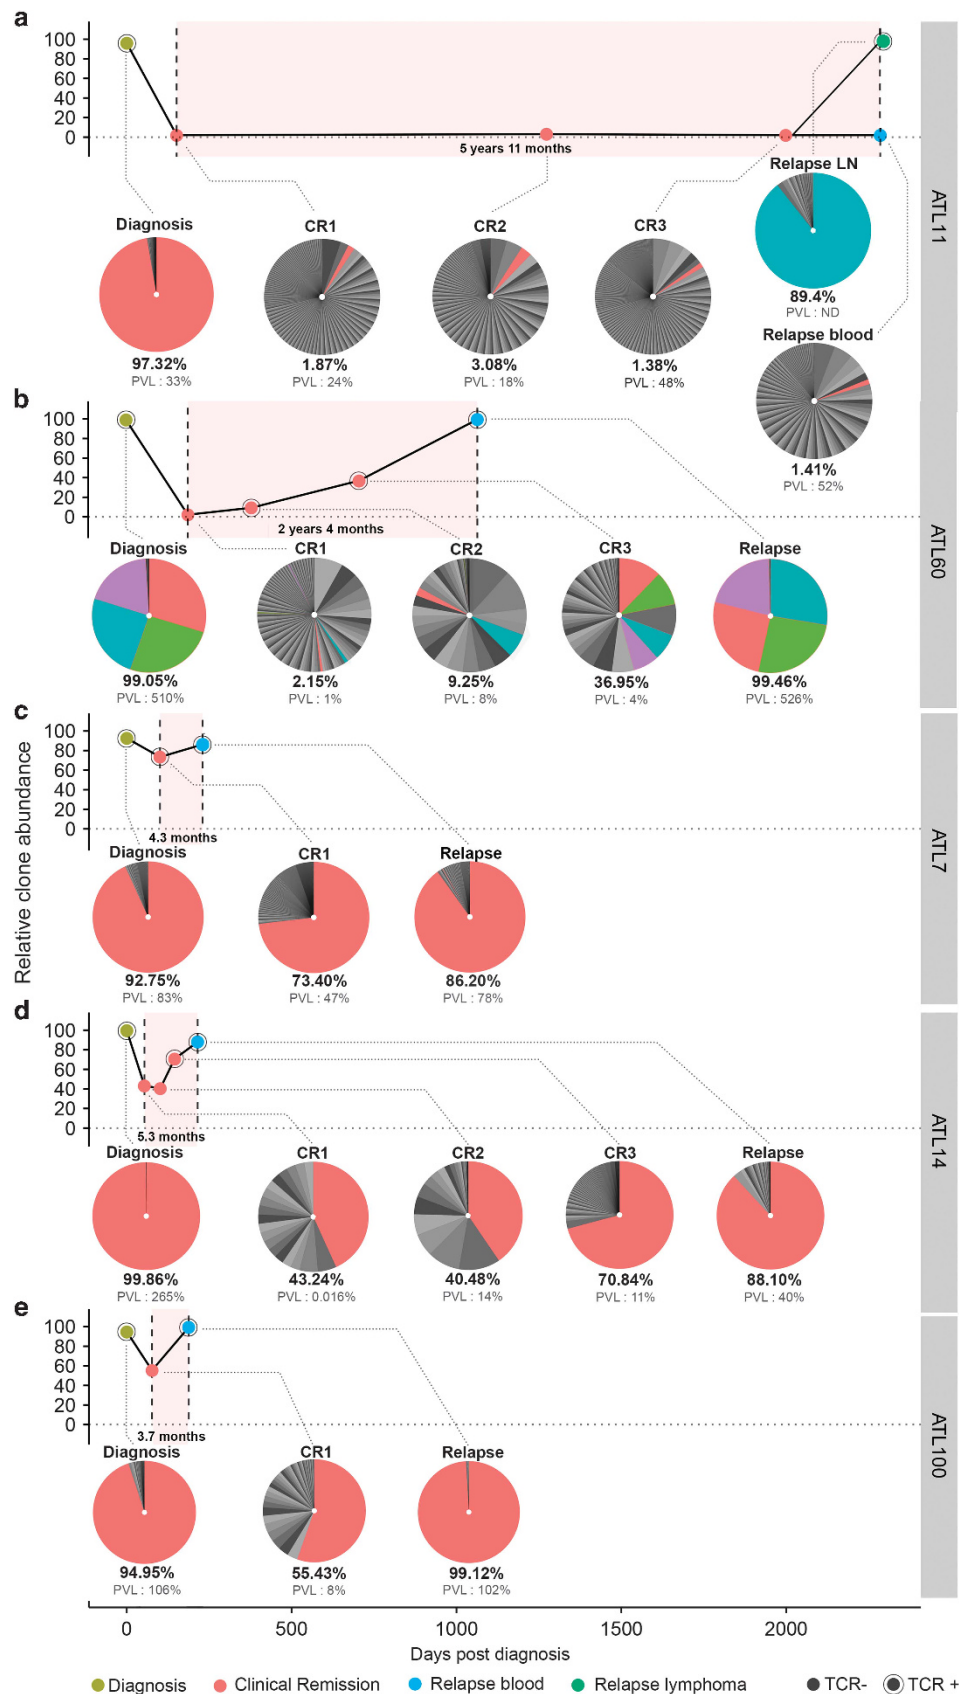 a
100
80
60
40
20
0
5 years 11 months
ATL11
Relapse LN
89.4%
PVL : ND
Diagnosis
97.32%
PVL : 33%
CR1
1.87%
PVL : 24%
CR2
3.08%
PVL : 18%
CR3
1.38%
PVL : 48%
Relapse blood
1.41%
PVL : 52%
b
100
80
60
40
20
0
2 years 4 months
ATL60
Diagnosis
99.05%
PVL : 510%
CR1
2.15%
PVL : 1%
CR2
9.25%
PVL : 8%
CR3
36.95%
PVL : 4%
Relapse
99.46%
PVL : 526%
Relative clone abundance
c
100
80
60
40
20
0
4.3 months
ATL7
Diagnosis
92.75%
PVL : 83%
CR1
73.40%
PVL : 47%
Relapse
86.20%
PVL : 78%
d
100
80
60
40
20
0
5.3 months
ATL14
Diagnosis
99.86%
PVL : 265%
CR1
43.24%
PVL : 0.016%
CR2
40.48%
PVL : 14%
CR3
70.84%
PVL : 11%
Relapse
88.10%
PVL : 40%
e
100
80
60
40
20
0
3.7 months
ATL100
Diagnosis
94.95%
PVL : 106%
CR1
55.43%
PVL : 8%
Relapse
99.12%
PVL : 102%
0 500 1000 1500 2000
Days post diagnosis
Diagnosis Clinical Remission Relapse blood Relapse lymphoma TCR- TCR +